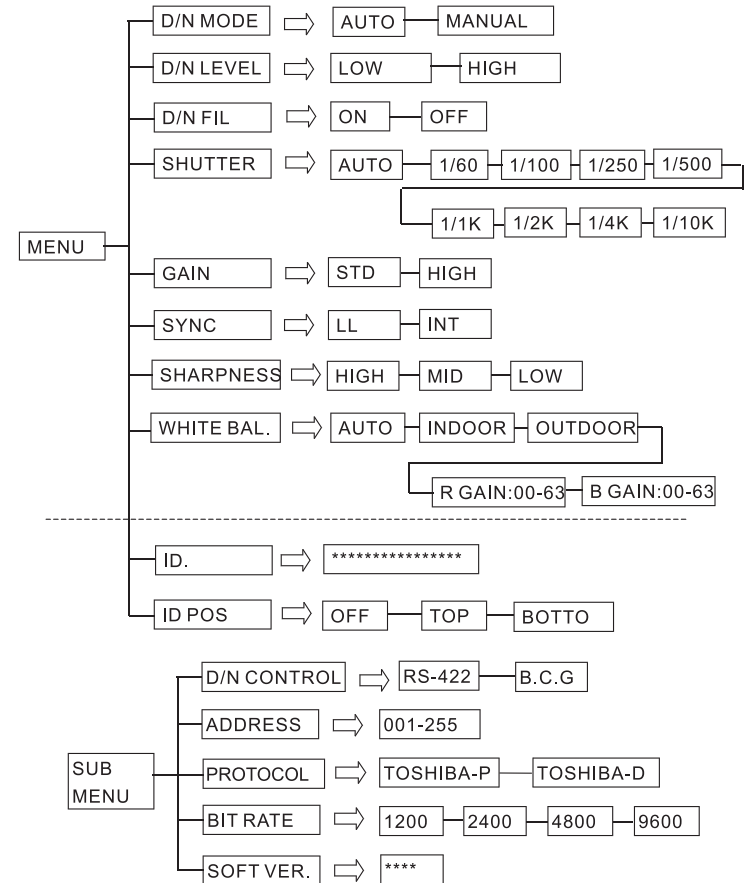 D/N MODE AUTO MANUAL
D/N LEVEL LOW HIGH
D/N FIL ON OFF
SHUTTER AUTO 1/60 1/100 1/250 1/500
1/1K 1/2K 1/4K 1/10K
MENU
GAIN STD HIGH
SYNC LL INT
SHARPNESS HIGH MID LOW
WHITE BAL. AUTO INDOOR OUTDOOR
R GAIN:00-63 B GAIN:00-63
ID. ****************
ID POS OFF TOP BOTTO
D/N CONTROL RS-422 B.C.G
ADDRESS 001-255
SUB
MENU
PROTOCOL TOSHIBA-P TOSHIBA-D
BIT RATE 1200 2400 4800 9600
SOFT VER. ****